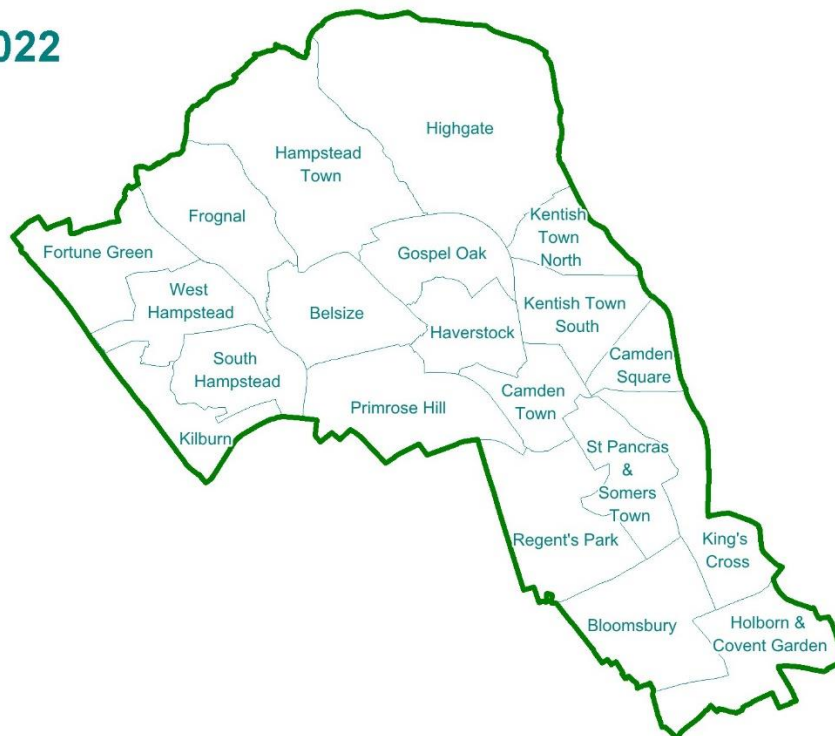 022
Highgate
Hampstead
Town
Frognal
Kentish
Town
North
Fortune Green
Gospel Oak
West
Hampstead
Belsize
Kentish Town
South
Haverstock
South
Hampstead
Camden
Square
Primrose Hill
Camden
Town
Kilburn
St Pancras
&
Somers
Town
Regent's Park
King's
Cross
Bloomsbury
Holborn &
Covent Garden